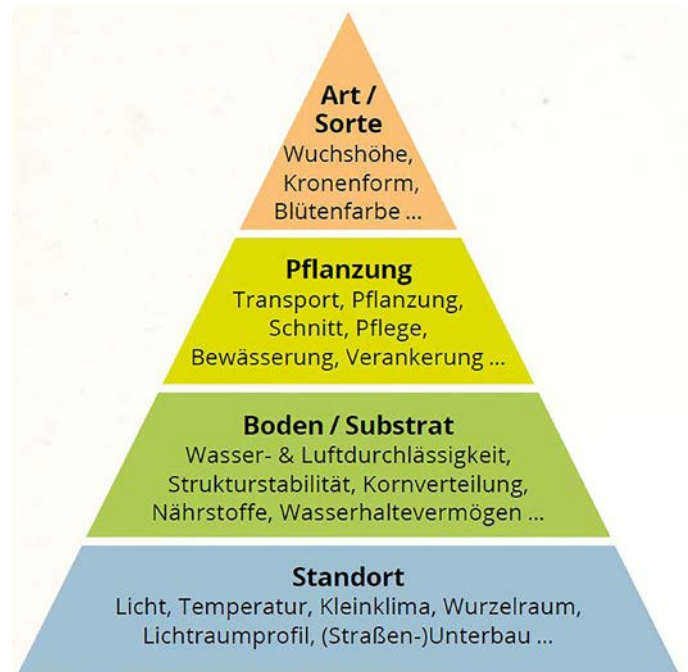 Art /
Sorte
Wuchshöhe,
Kronenform,
Blütenfarbe ...
Pflanzung
Transport, Pflanzung,
Schnitt, Pflege,
Bewässerung, Verankerung ...
Boden / Substrat
Wasser- & Luftdurchlässigkeit,
Strukturstabilität, Kornverteilung,
Nährstoffe, Wasserhaltevermögen ...
Standort
Licht, Temperatur, Kleinklima, Wurzelraum,
Lichtraumprofil, (Straßen-)Unterbau ...